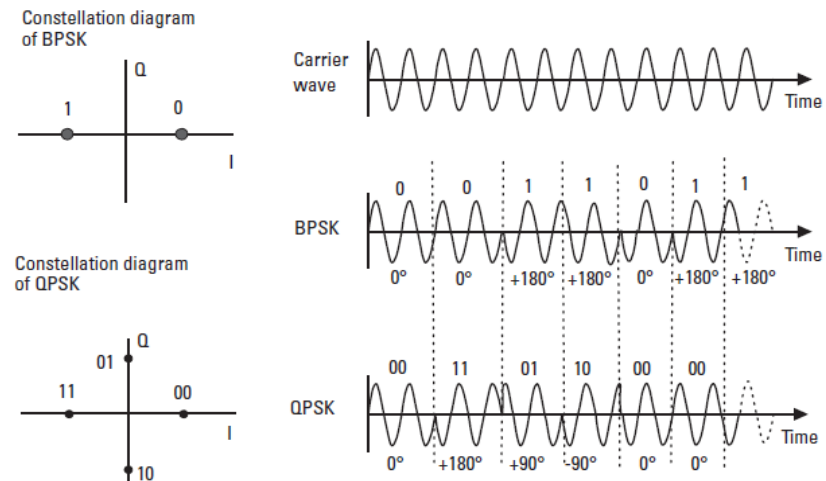 Constellation diagram
of BPSK
Q
1 0
I
Carrier
wave
Time
0 0 1 1 0 1 1
BPSK
Time
0° 0° +180° +180° 0° +180° +180°
Constellation diagram
of QPSK
Q
01
11 00
I
10
00 11 01 10 00 00
QPSK
Time
0° +180° +90° -90° 0° 0°